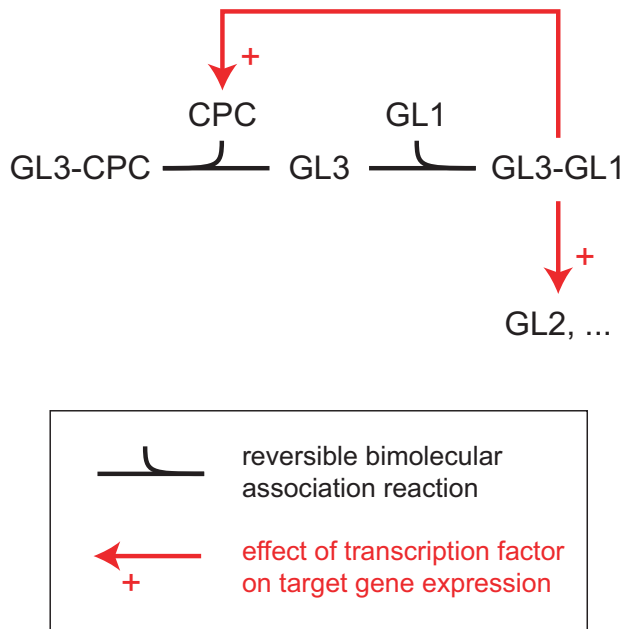 +
CPC GL1
GL3-CPC GL3 GL3-GL1
+
GL2, ...
reversible bimolecular
association reaction
+
effect of transcription factor
on target gene expression